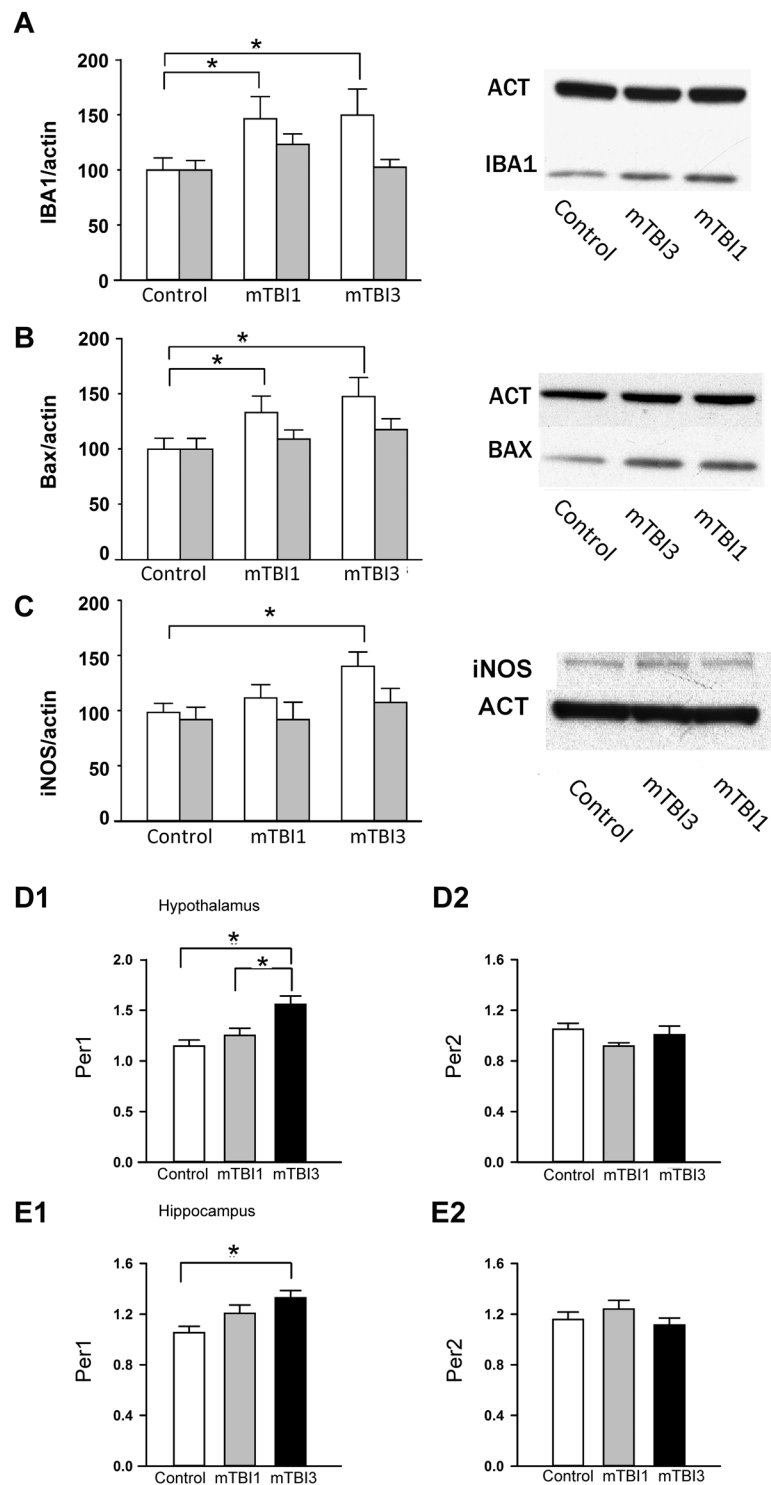 A
IBA1/actin
200
150
100
50
0
*
*
Control mTBI1 mTBI3
ACT
IBA1
Control mTBI3 mTBI1
B
Bax/actin
200
150
100
50
0
*
*
Control mTBI1 mTBI3
ACT
BAX
Control mTBI3 mTBI1
C
iNOS/actin
200
150
100
50
0
*
Control mTBI1 mTBI3
iNOS
ACT
Control mTBI3 mTBI1
D1
Hypothalamus
Per1
2.0
1.5
1.0
0.5
0.0
*
*
Control mTBI1 mTBI3
D2
Per2
1.6
1.2
0.8
0.4
0.0
Control mTBI1 mTBI3
E1
Hippocampus
Per1
1.6
1.2
0.8
0.4
0.0
*
Control mTBI1 mTBI3
E2
Per2
1.6
1.2
0.8
0.4
0.0
Control mTBI1 mTBI3